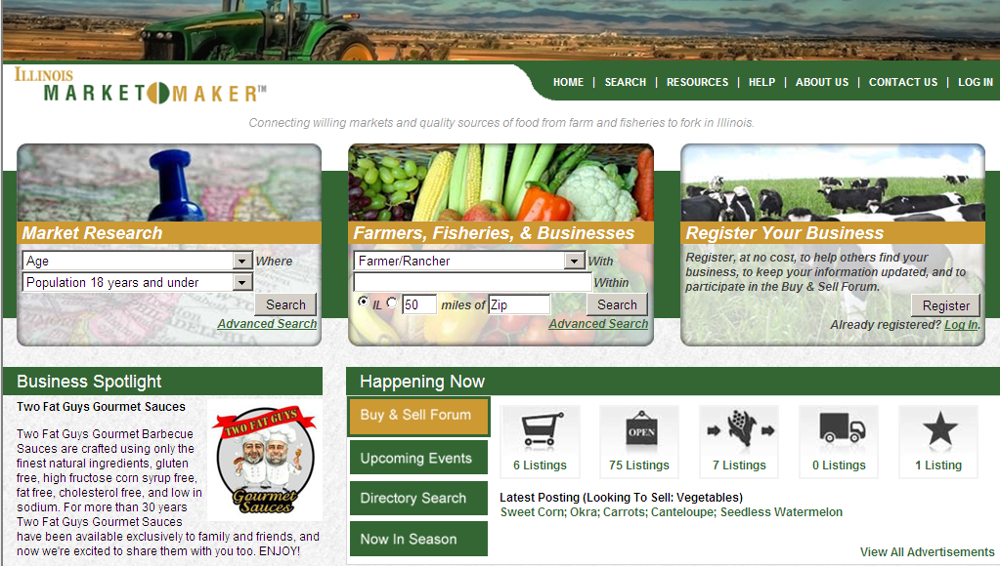 ILLINOIS
MARKET MAKER™
HOME | SEARCH | RESOURCES | HELP | ABOUT US | CONTACT US | LOG IN
Connecting willing markets and quality sources of food from farm and fisheries to fork in Illinois.
Market Research
Age Where
Population 18 years and under
Search
Advanced Search
Farmers, Fisheries, & Businesses
Farmer/Rancher With
Within
IL 50 miles of Zip Search
Advanced Search
Register Your Business
Register, at no cost, to help others find your
business, to keep your information updated, and to
participate in the Buy & Sell Forum.
Register
Already registered? Log In.
Business Spotlight
Two Fat Guys Gourmet Sauces
Two Fat Guys Gourmet Barbecue
Sauces are crafted using only the
finest natural ingredients, gluten
free, high fructose corn syrup free,
fat free, cholesterol free, and low in
sodium. For more than 30 years
Two Fat Guys Gourmet Sauces
have been available exclusively to family and friends, and
now we're excited to share them with you too. ENJOY!
TWO FAT GUYS
Gourmet
Sauces
Happening Now
Buy & Sell Forum
Upcoming Events
Directory Search
Now In Season
OPEN
6 Listings
75 Listings
7 Listings
0 Listings
1 Listing
Latest Posting (Looking To Sell: Vegetables)
Sweet Corn; Okra; Carrots; Canteloupe; Seedless Watermelon
View All Advertisements